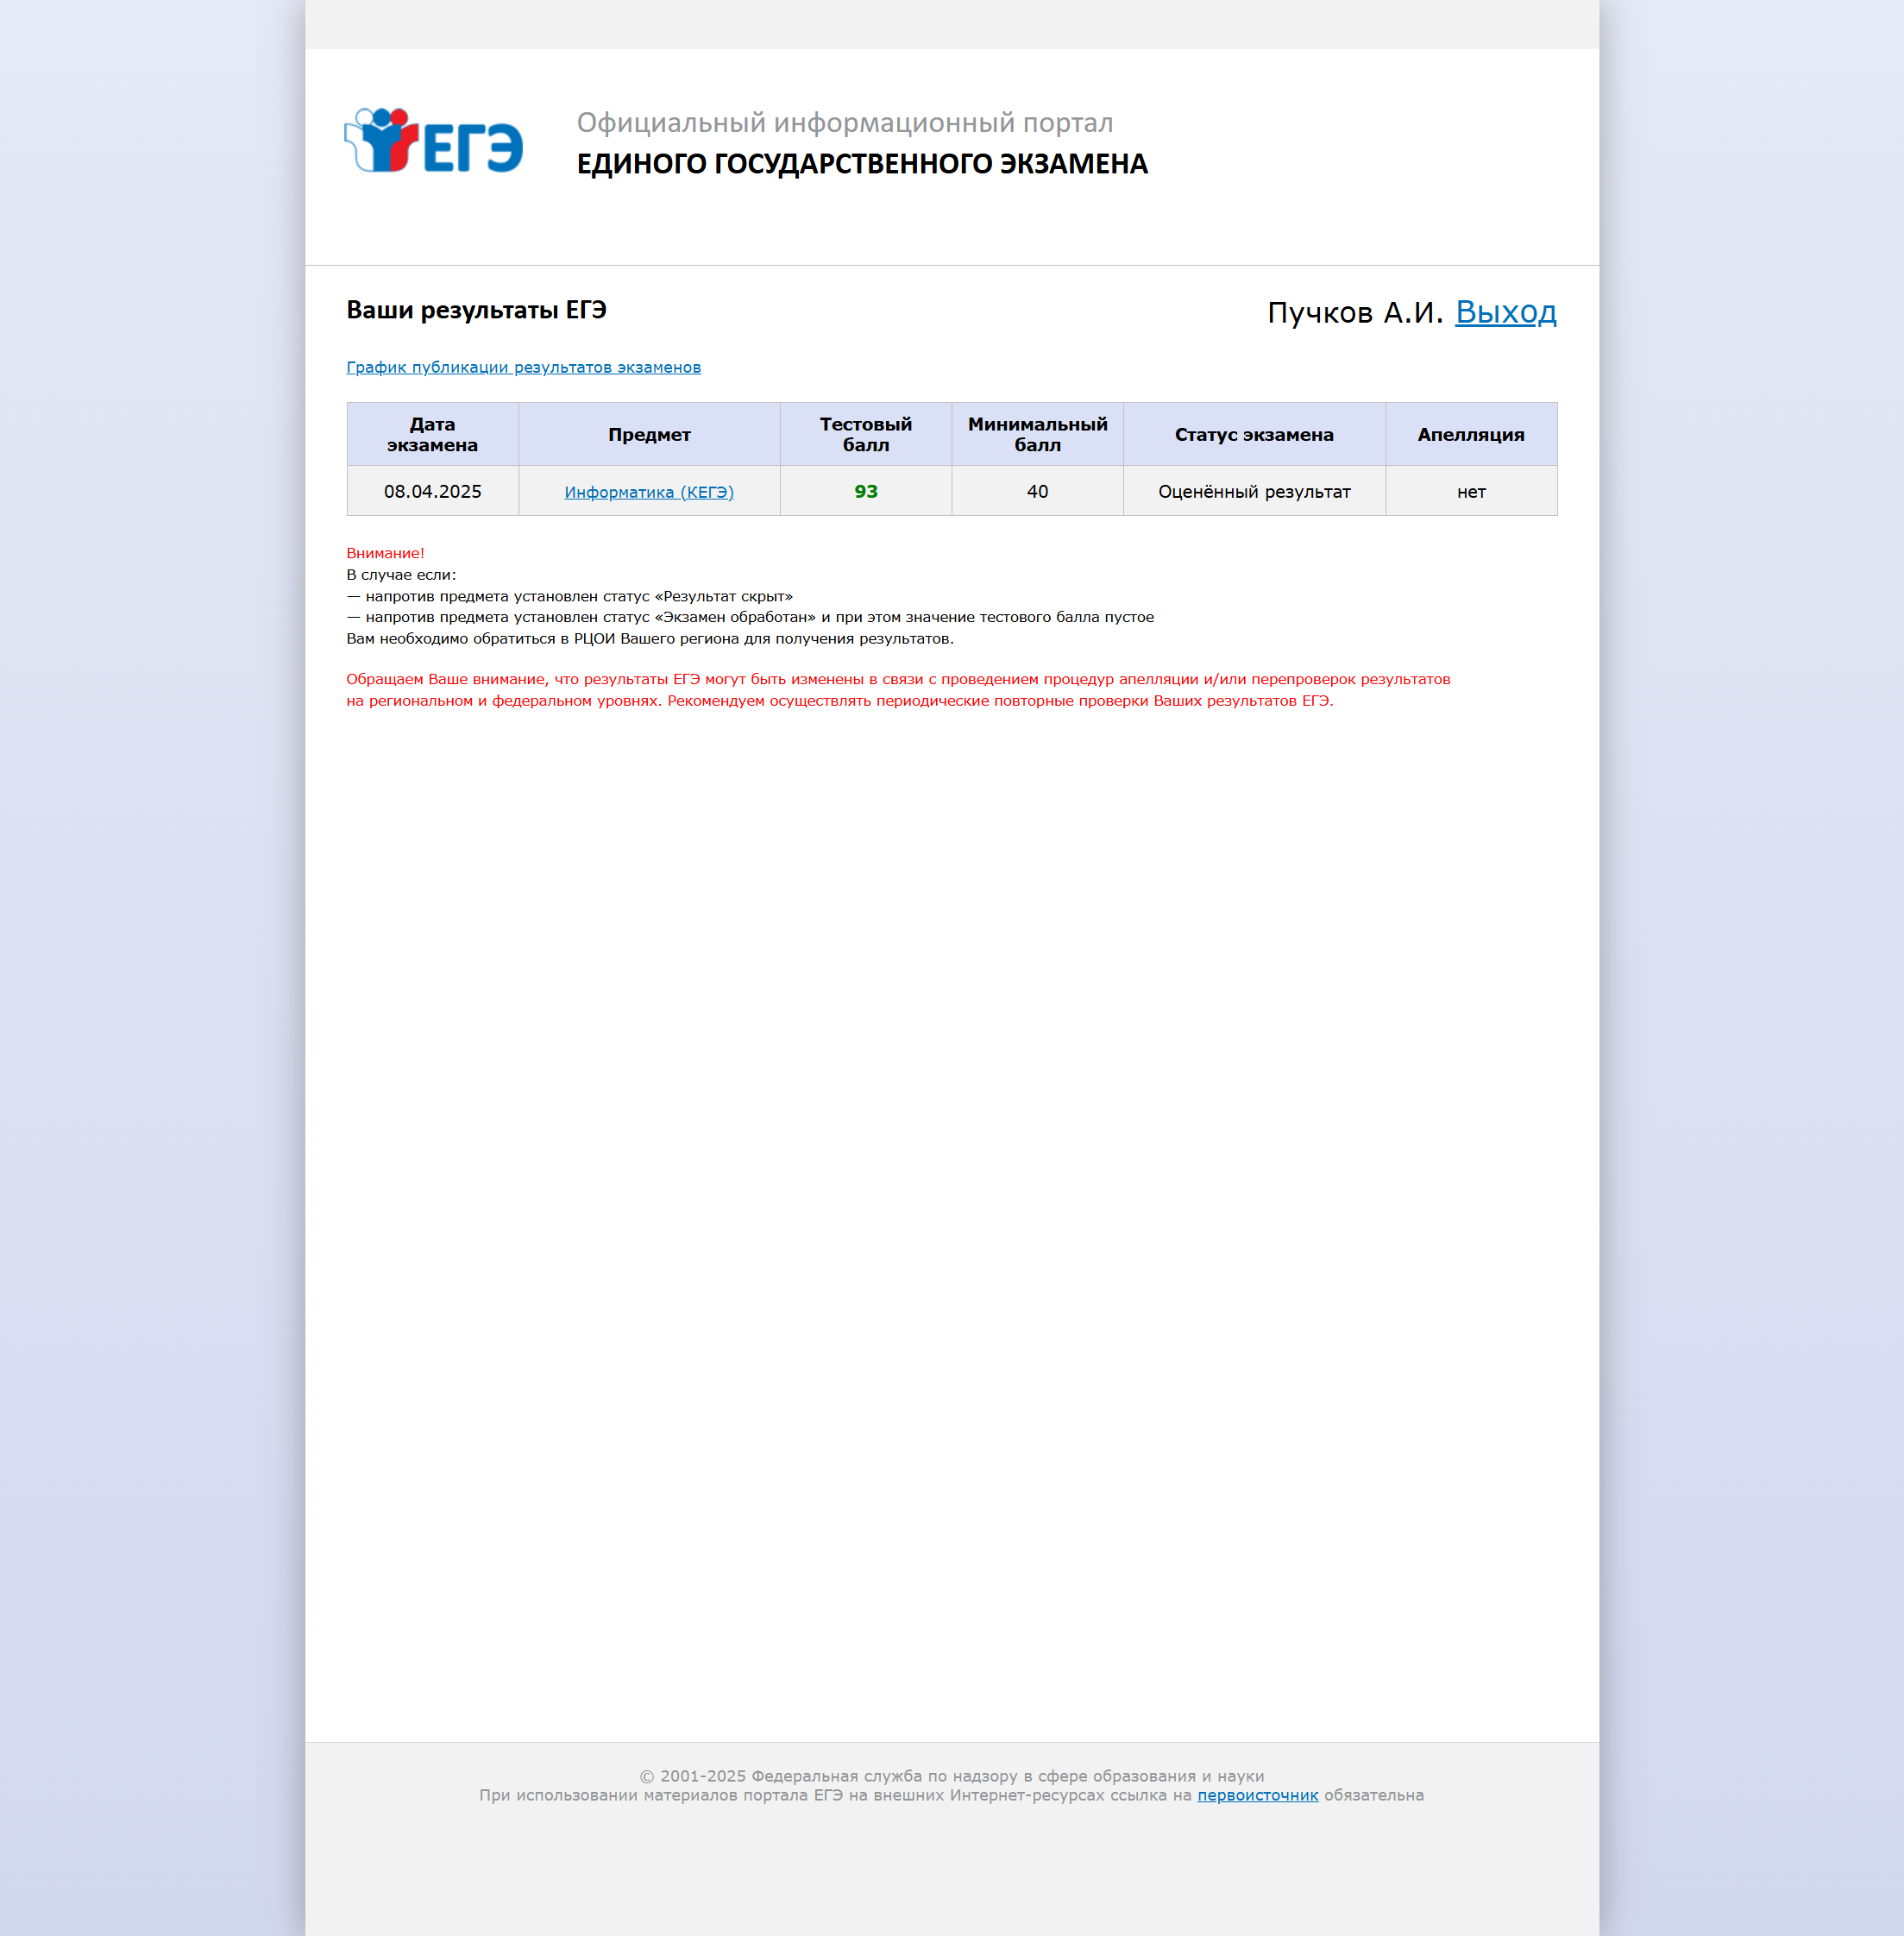 ЕГЭ
Официальный информационный портал
ЕДИНОГО ГОСУДАРСТВЕННОГО ЭКЗАМЕНА
Ваши результаты ЕГЭ
Пучков А.И. Выход
График публикации результатов экзаменов
Дата экзамена
Предмет
Тестовый балл
Минимальный балл
Статус экзамена
Апелляция
08.04.2025
Информатика (КЕГЭ)
93
40
Оценённый результат
нет
Внимание!
В случае если:
— напротив предмета установлен статус «Результат скрыт»
— напротив предмета установлен статус «Экзамен обработан» и при этом значение тестового балла пустое
Вам необходимо обратиться в РЦОИ Вашего региона для получения результатов.
Обращаем Ваше внимание, что результаты ЕГЭ могут быть изменены в связи с проведением процедур апелляции и/или перепроверок результатов
на региональном и федеральном уровнях. Рекомендуем осуществлять периодические повторные проверки Ваших результатов ЕГЭ.
© 2001-2025 Федеральная служба по надзору в сфере образования и науки
При использовании материалов портала ЕГЭ на внешних Интернет-ресурсах ссылка на первоисточник обязательна